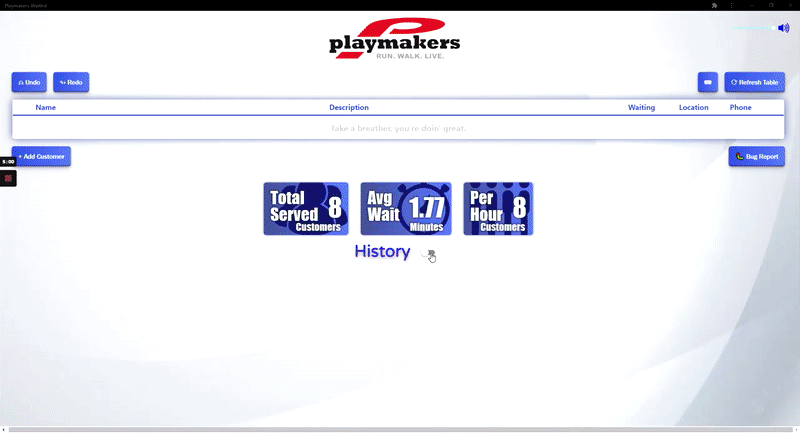 Playmakers Waitlist
playmakers
RUN. WALK. LIVE.
Undo
Redo
Refresh Table
Name Description Waiting Location Phone
Take a breather, you're doin' great.
5:00
+ Add Customer
Bug Report
Total Served 8 Customers
Avg Wait 1.77 Minutes
Per Hour 8 Customers
History